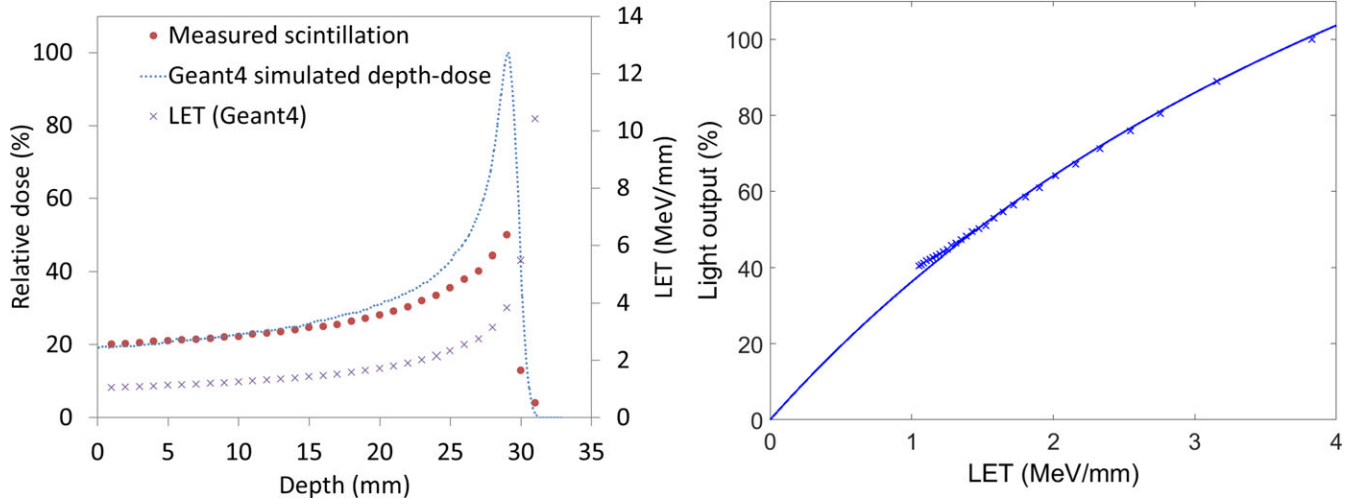 Measured scintillation
Geant4 simulated depth-dose
LET (Geant4)
Relative dose (%)
100
80
60
40
20
0
14
12
10
8
6
4
2
0
LET (MeV/mm)
0 5 10 15 20 25 30 35
Depth (mm)
Light output (%)
100
80
60
40
20
0
0 1 2 3 4
LET (MeV/mm)